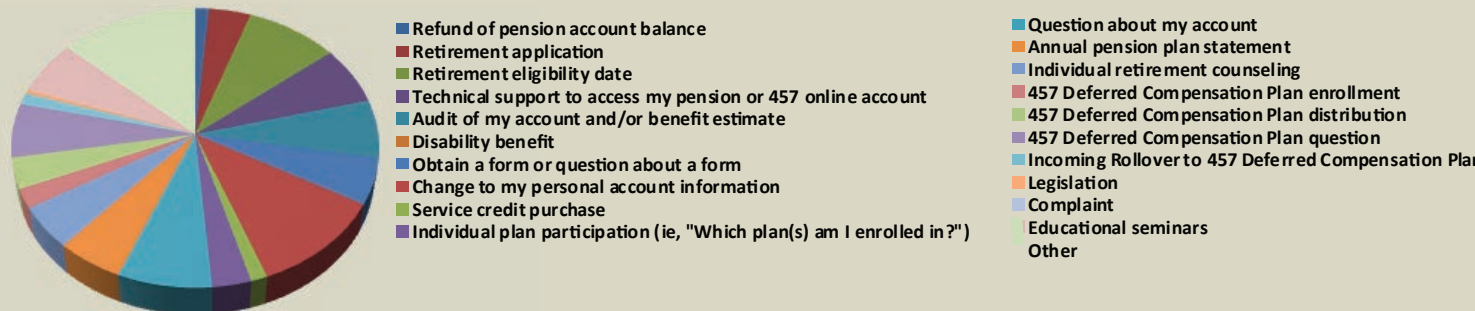 Refund of pension account balance
Retirement application
Retirement eligibility date
Technical support to access my pension or 457 online account
Audit of my account and/or benefit estimate
Disability benefit
Obtain a form or question about a form
Change to my personal account information
Service credit purchase
Individual plan participation (ie, "Which plan(s) am I enrolled in?")
Question about my account
Annual pension plan statement
Individual retirement counseling
457 Deferred Compensation Plan enrollment
457 Deferred Compensation Plan distribution
457 Deferred Compensation Plan question
Incoming Rollover to 457 Deferred Compensation Plan
Legislation
Complaint
Educational seminars
Other